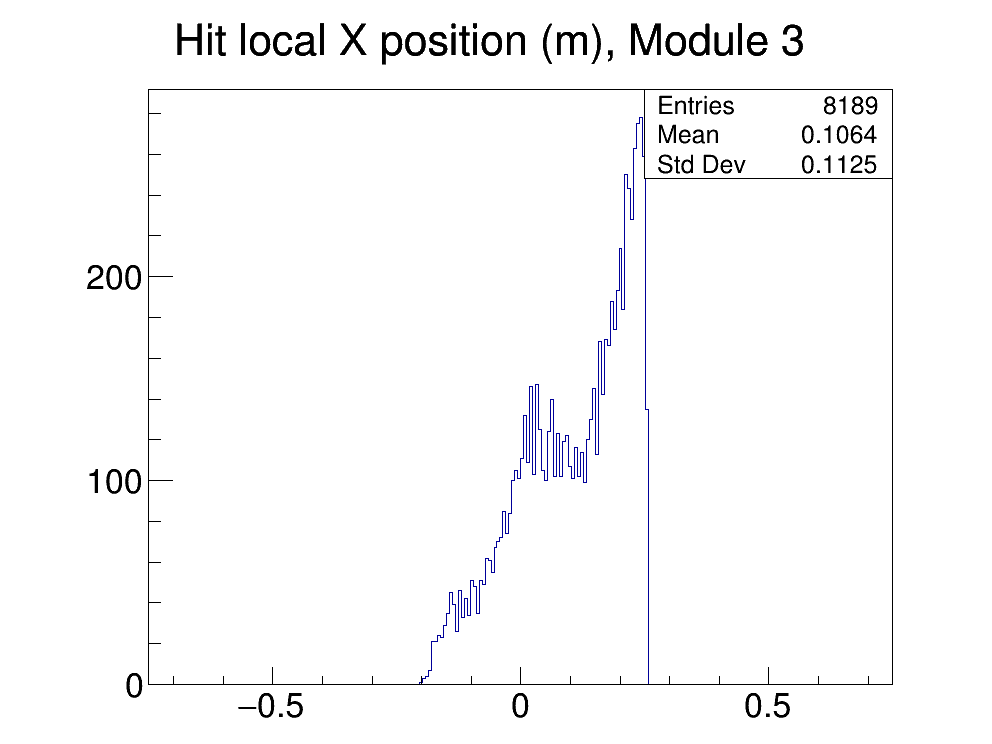 Hit local X position (m), Module 3
Entries 8189
Mean 0.1064
Std Dev 0.1125
200
100
0
−0.5 0 0.5